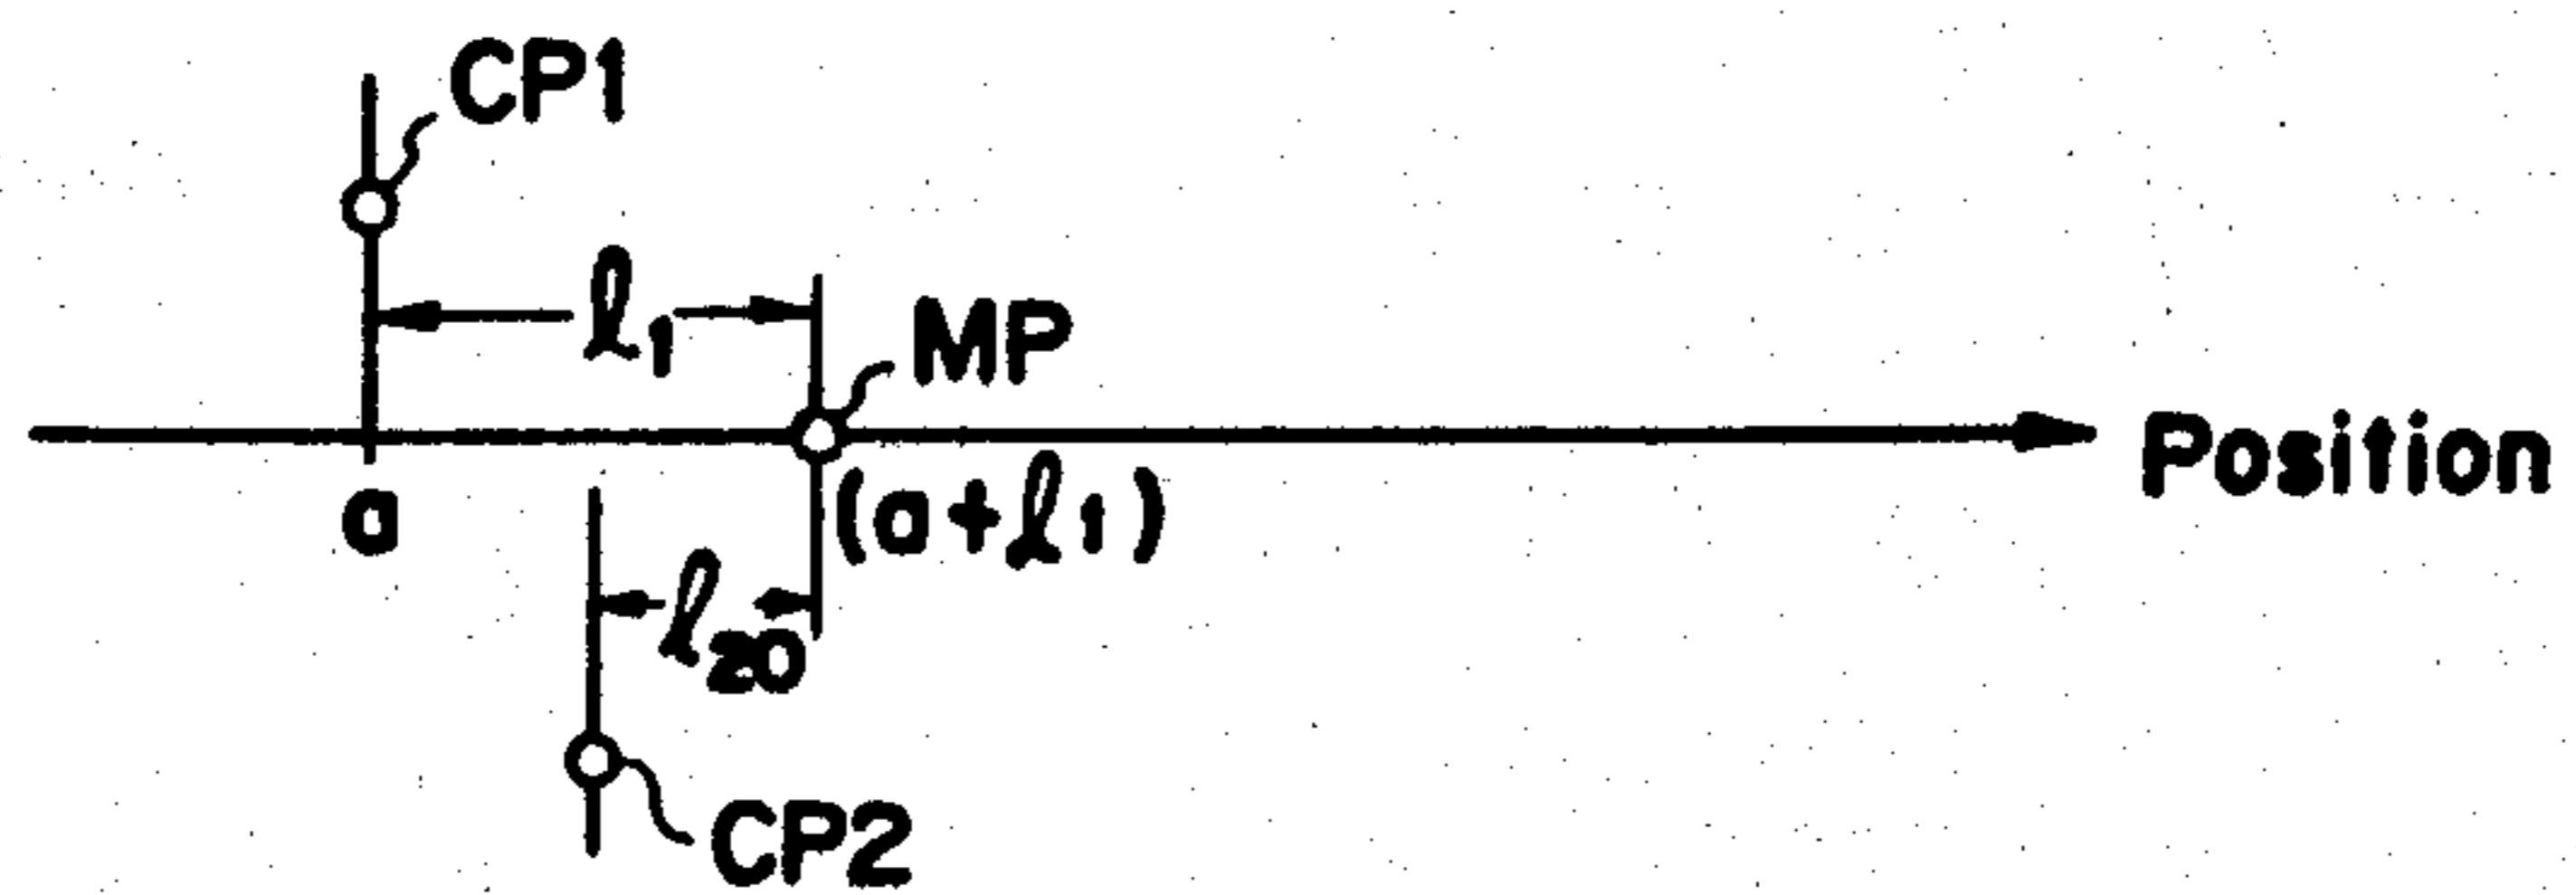 CP1
ℓ1
MP
Position
a
(a+ℓ1)
ℓ20
CP2